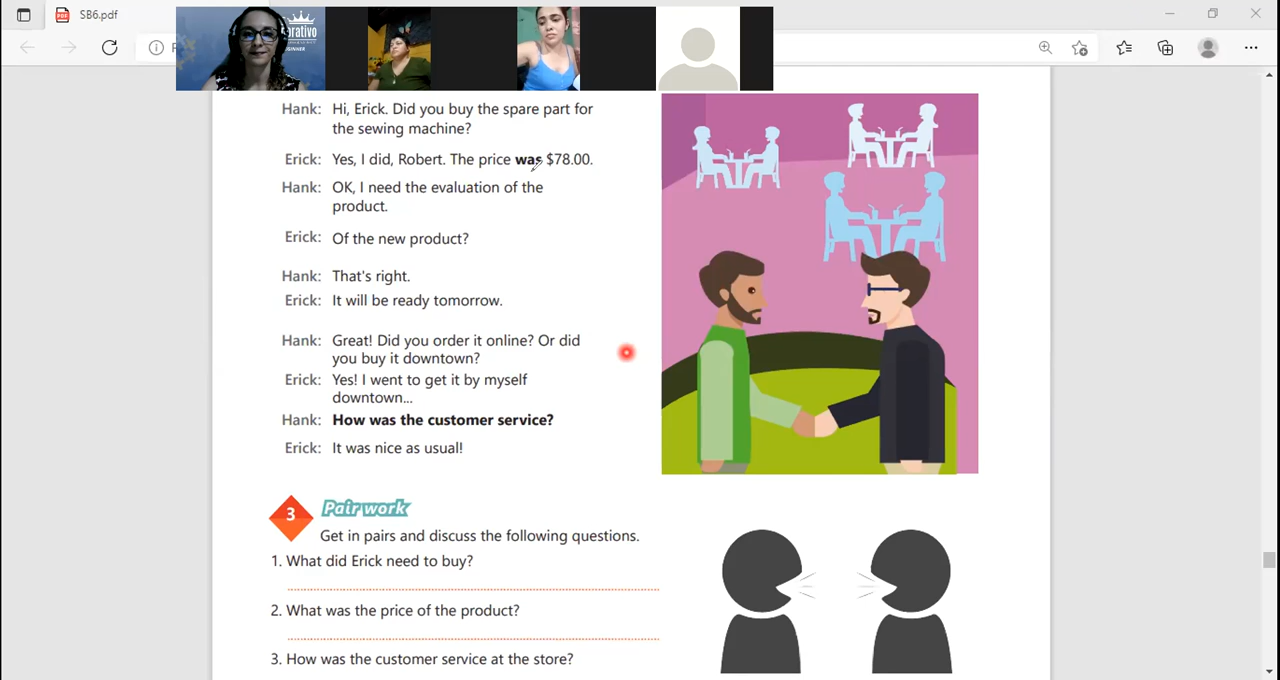 SB6.pdf
Hank: Hi, Erick. Did you buy the spare part for
the sewing machine?
Erick: Yes, I did, Robert. The price was $78.00.
Hank: OK, I need the evaluation of the
product.
Erick: Of the new product?
Hank: That's right.
Erick: It will be ready tomorrow.
Hank: Great! Did you order it online? Or did
you buy it downtown?
Erick: Yes! I went to get it by myself
downtown...
Hank: How was the customer service?
Erick: It was nice as usual!
3 Pair work
Get in pairs and discuss the following questions.
1. What did Erick need to buy?
2. What was the price of the product?
3. How was the customer service at the store?